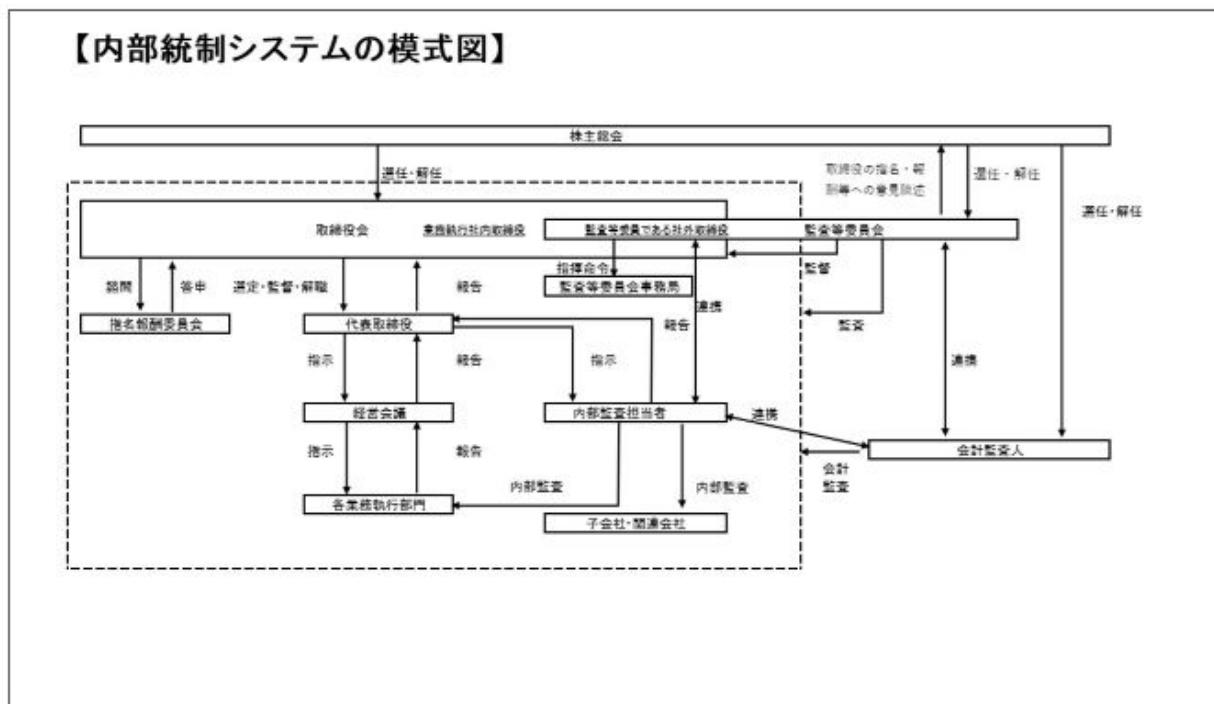 【内部統制システムの模式図】
株主総会
選任・解任
取締役の指名・報
酬等への意見陳述
選任・解任
選任・解任
取締役会
業務執行社内取締役
監査等委員である社外取締役
監査等委員会
指揮命令
監督
諮問
答申
選定・監督・解職
報告
監査等委員会事務局
連携
指名報酬委員会
代表取締役
報告
監査
指示
報告
指示
連携
経営会議
内部監査担当者
連携
指示
報告
会計監査人
会計
監査
内部監査
内部監査
各業務執行部門
子会社・関連会社